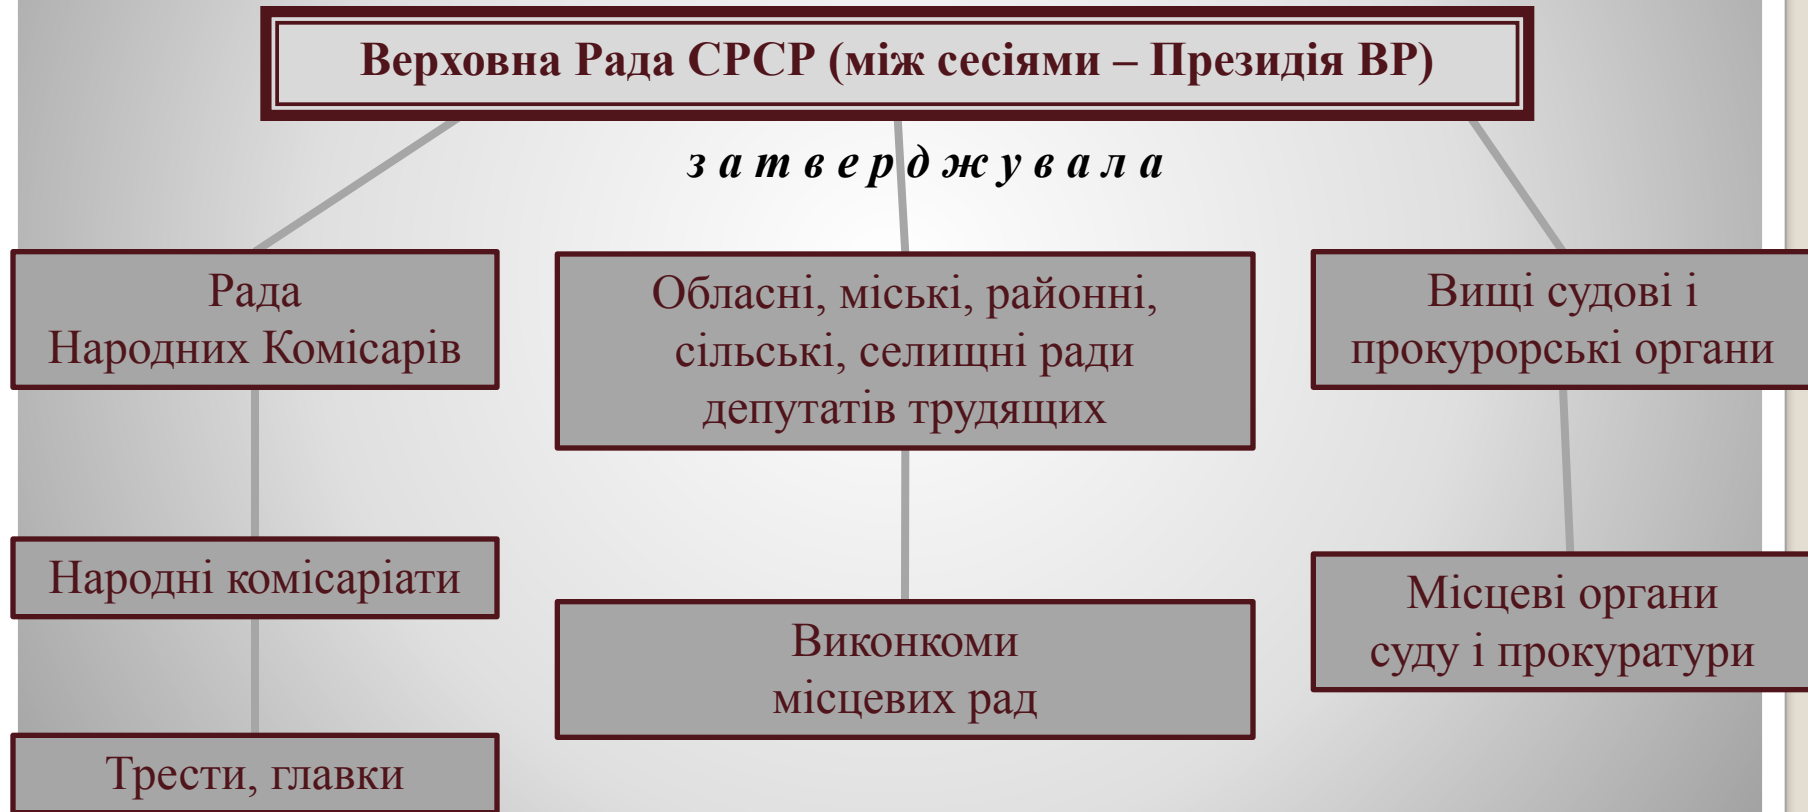 Верховна Рада СРСР (між сесіями – Президія ВР)
з а т в е р д ж у в а л а
Рада
Народних Комісарів
Обласні, міські, районні,
сільські, селищні ради
депутатів трудящих
Вищі судові і
прокурорські органи
Народні комісаріати
Виконкоми
місцевих рад
Місцеві органи
суду і прокуратури
Трести, главки